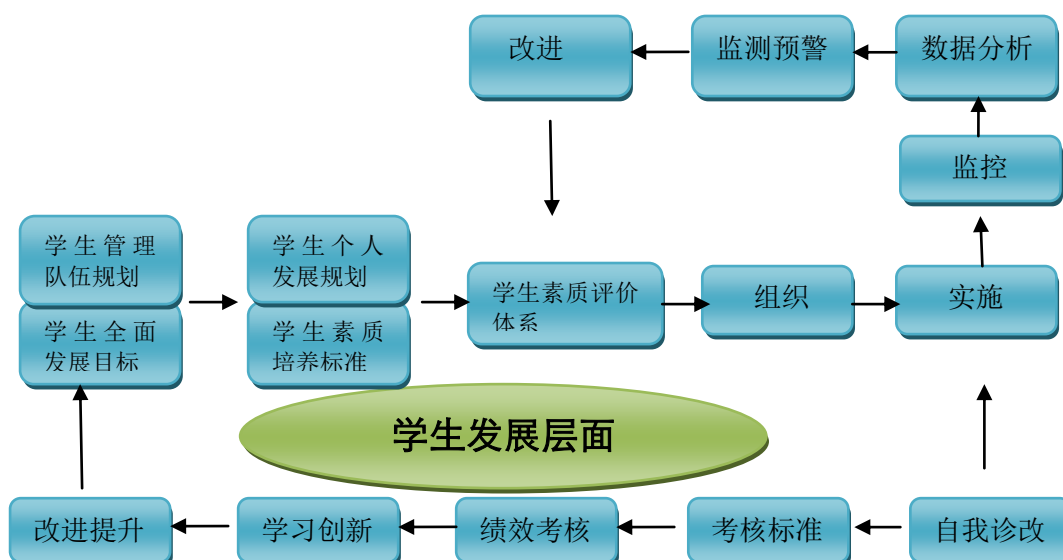 改进
监测预警
数据分析
监控
学生管理
队伍规划
学生全面
发展目标
学生个人
发展规划
学生素质
培养标准
学生素质评价
体系
组织
实施
学生发展层面
改进提升
学习创新
绩效考核
考核标准
自我诊改